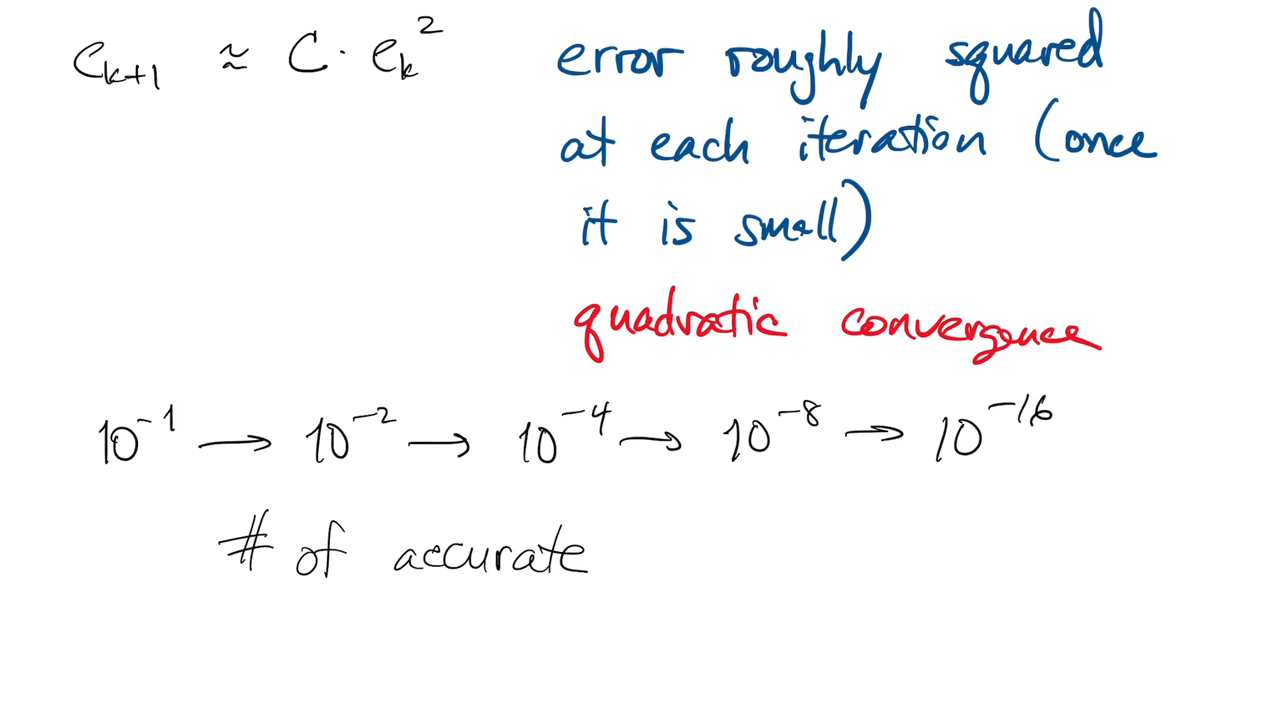 e_{k+1} ≈ C · e_k^2 error roughly squared
at each iteration (once
it is small)
quadratic convergence
10^{-1} → 10^{-2} → 10^{-4} → 10^{-8} → 10^{-16}
# of accurate